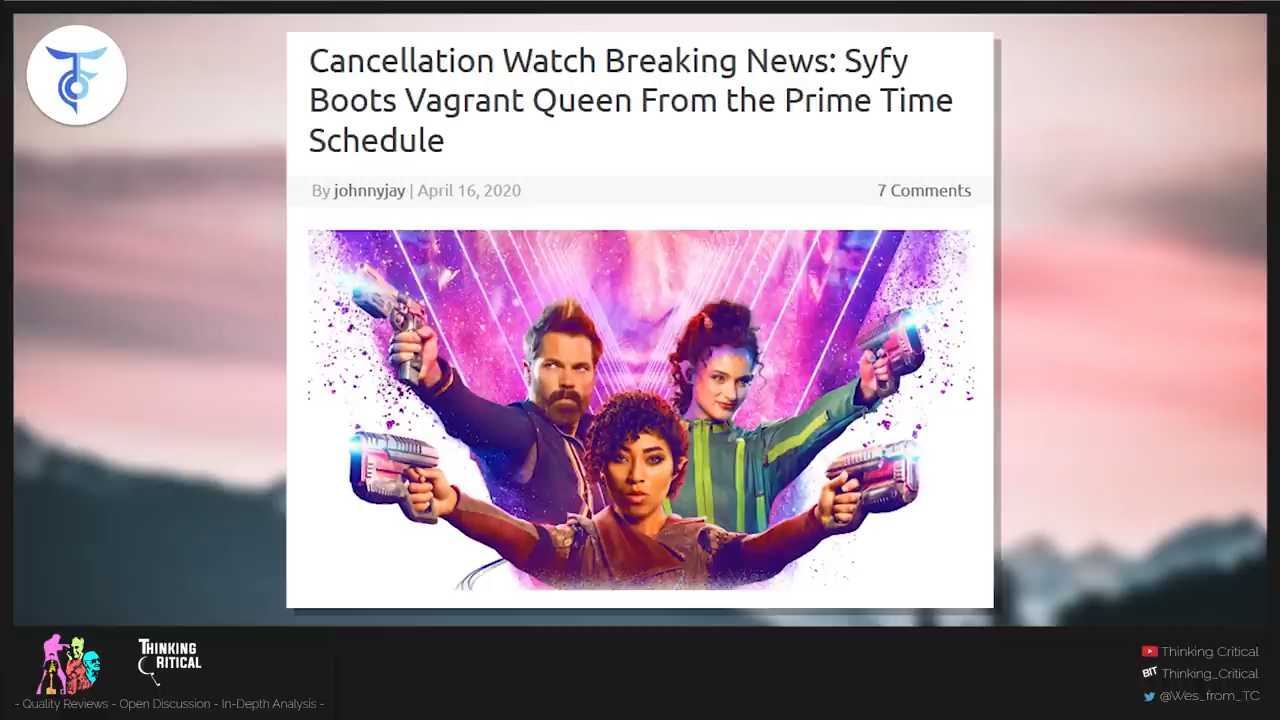 Cancellation Watch Breaking News: Syfy
Boots Vagrant Queen From the Prime Time
Schedule
By johnnyjay | April 16, 2020
7 Comments
THINKING
CRITICAL
- Quality Reviews - Open Discussion - In-Depth Analysis -
Thinking Critical
BIT Thinking_Critical
@Wes_from_TC